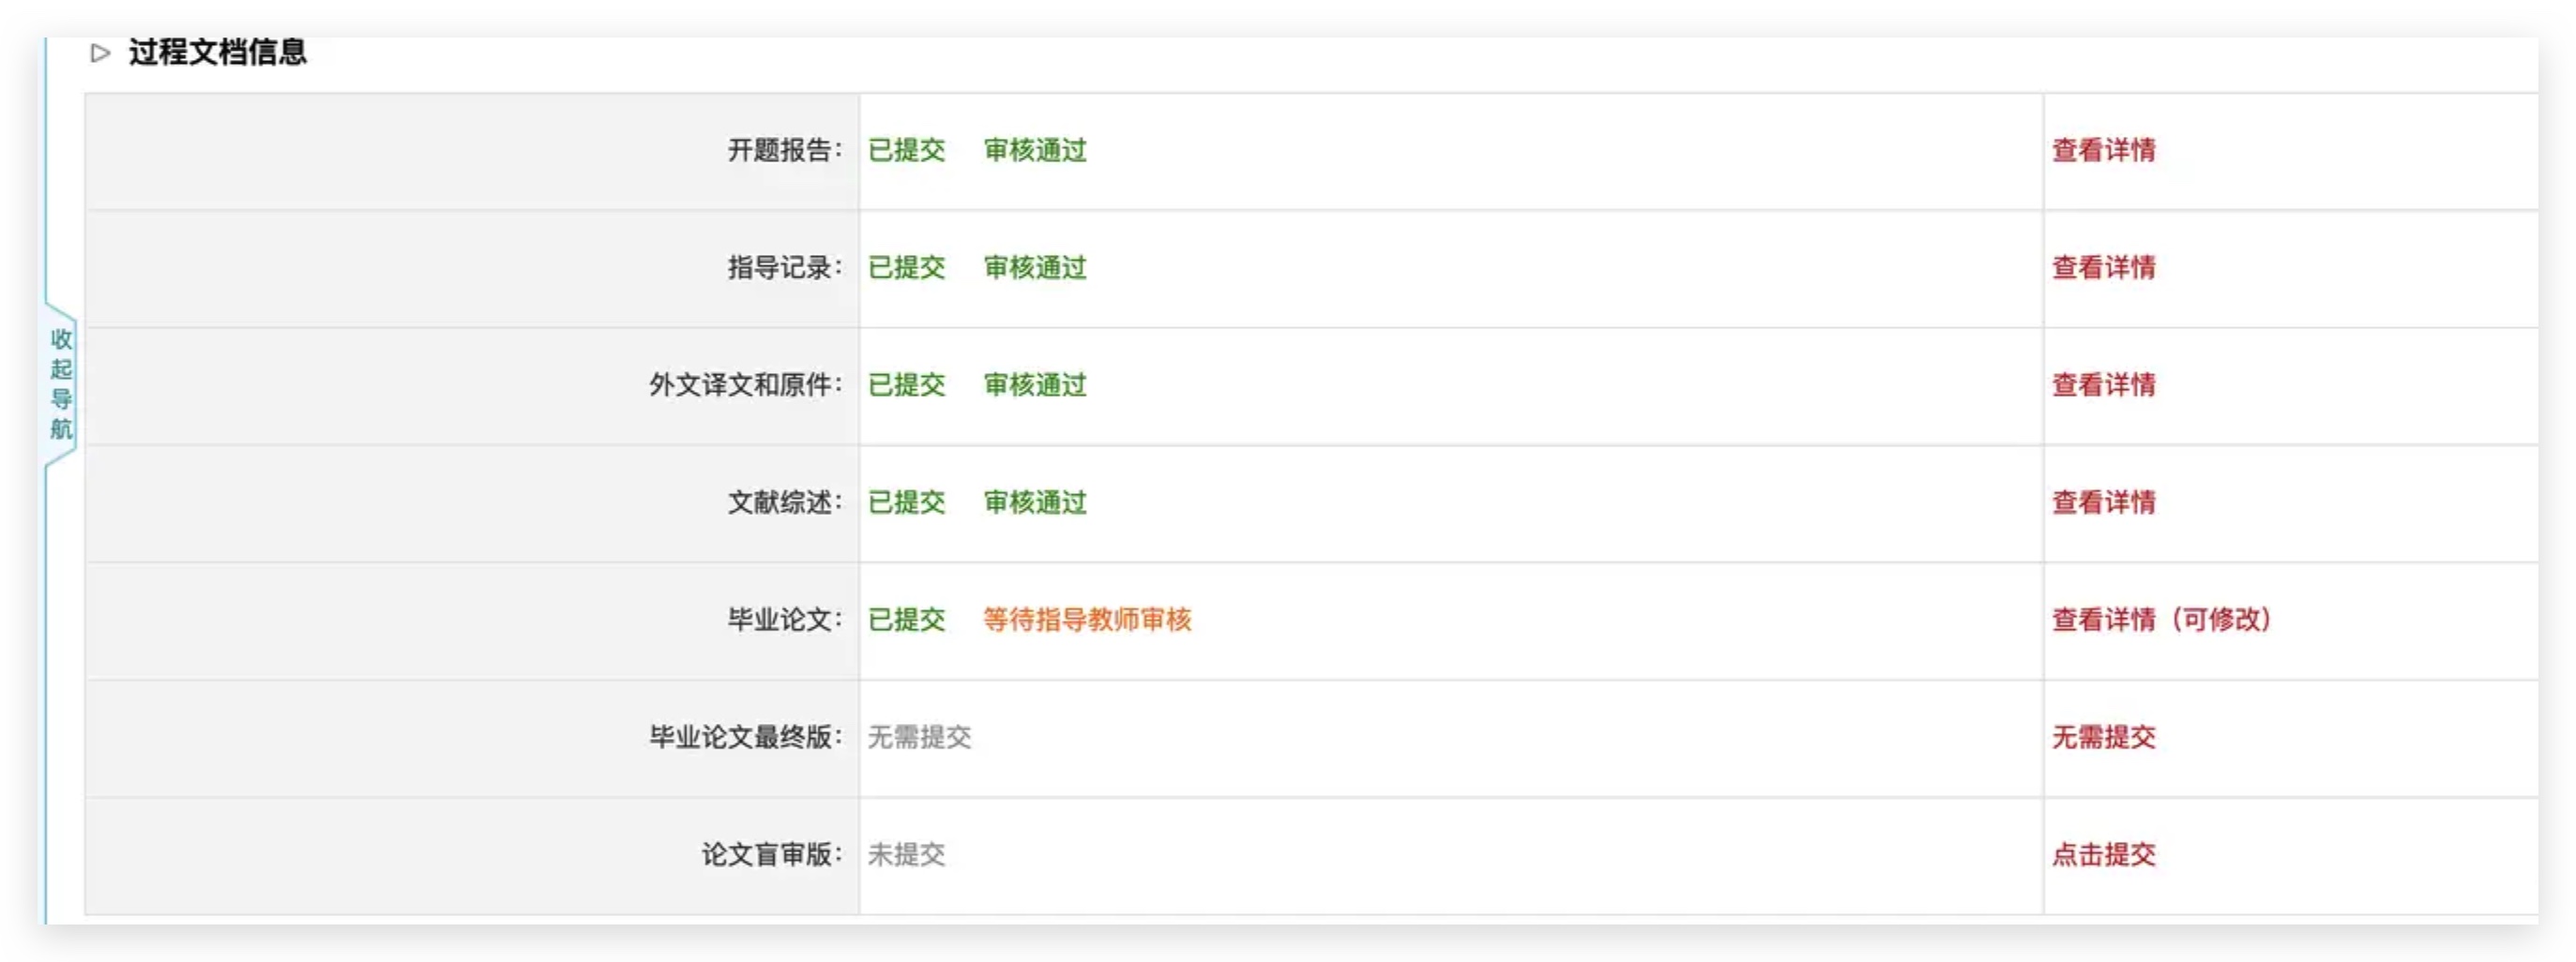 ▷ 过程文档信息
开题报告： 已提交 审核通过 查看详情
指导记录： 已提交 审核通过 查看详情
外文译文和原件： 已提交 审核通过 查看详情
文献综述： 已提交 审核通过 查看详情
毕业论文： 已提交 等待指导教师审核 查看详情（可修改）
毕业论文最终版： 无需提交 无需提交
论文盲审版： 未提交 点击提交
收起导航